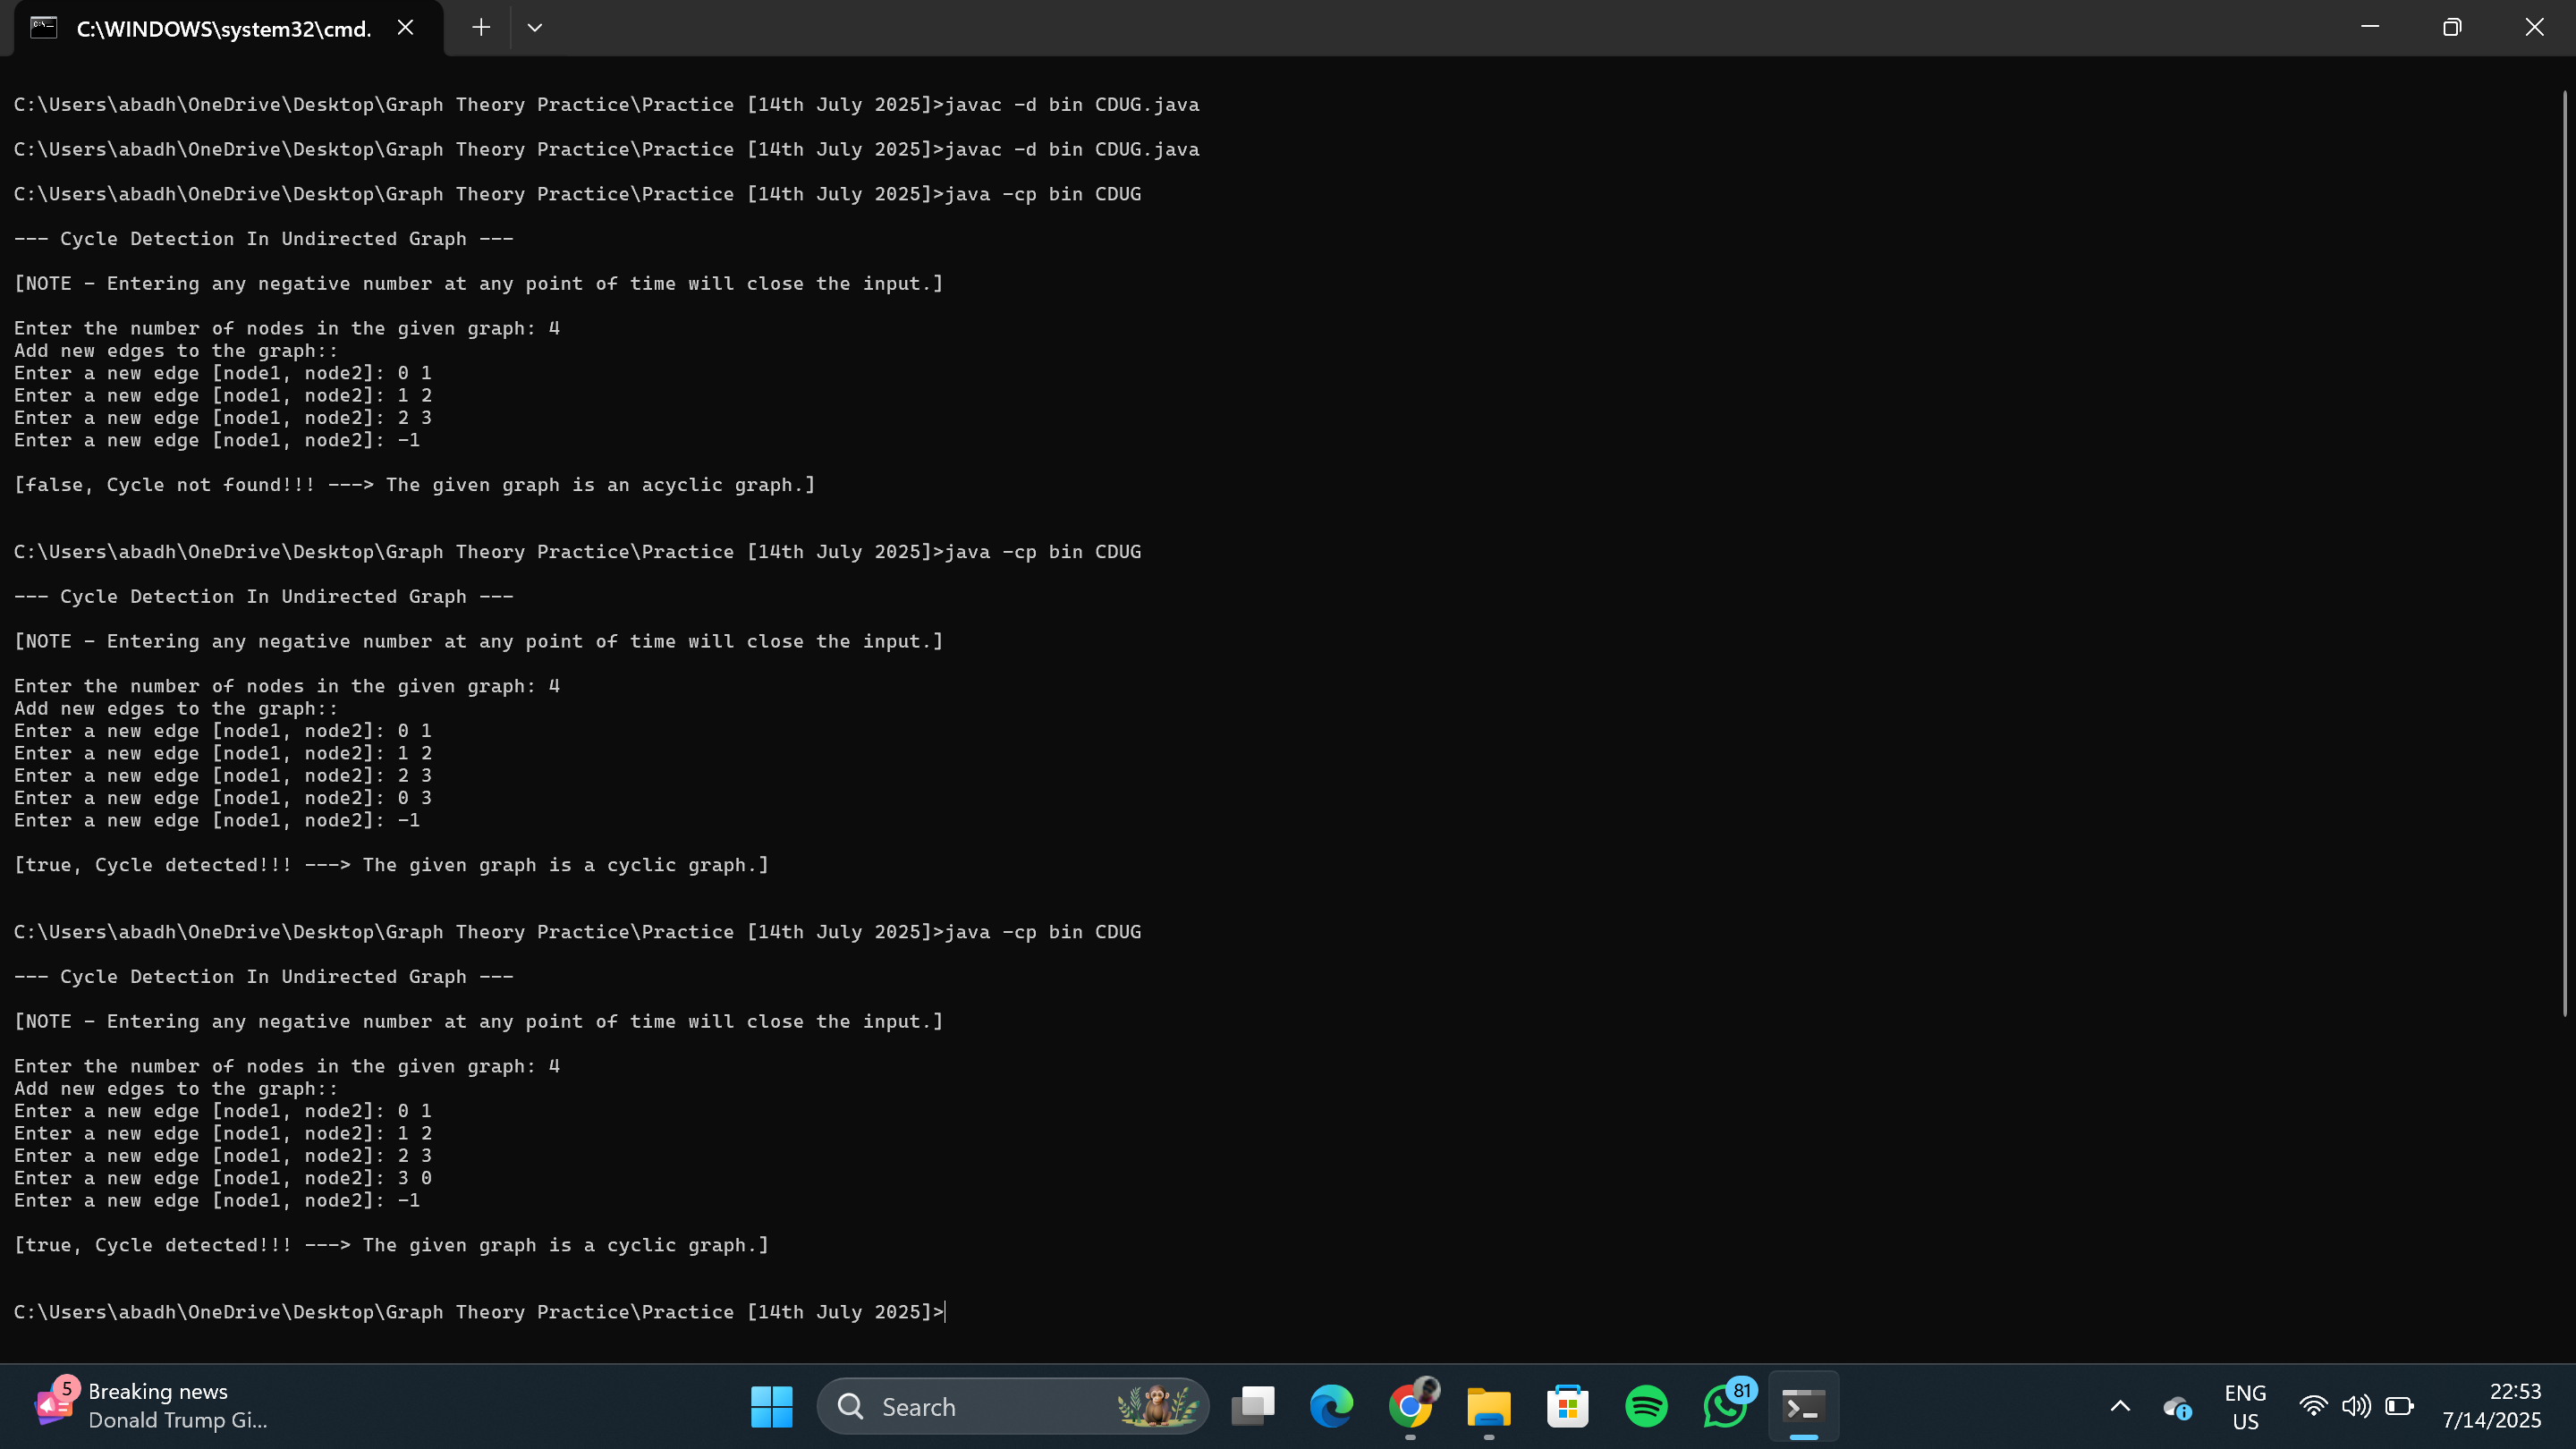 C:\WINDOWS\system32\cmd.
C:\Users\abadh\OneDrive\Desktop\Graph Theory Practice\Practice [14th July 2025]>javac -d bin CDUG.java
C:\Users\abadh\OneDrive\Desktop\Graph Theory Practice\Practice [14th July 2025]>javac -d bin CDUG.java
C:\Users\abadh\OneDrive\Desktop\Graph Theory Practice\Practice [14th July 2025]>java -cp bin CDUG
--- Cycle Detection In Undirected Graph ---
[NOTE - Entering any negative number at any point of time will close the input.]
Enter the number of nodes in the given graph: 4
Add new edges to the graph::
Enter a new edge [node1, node2]: 0 1
Enter a new edge [node1, node2]: 1 2
Enter a new edge [node1, node2]: 2 3
Enter a new edge [node1, node2]: -1
[false, Cycle not found!!! ---> The given graph is an acyclic graph.]
C:\Users\abadh\OneDrive\Desktop\Graph Theory Practice\Practice [14th July 2025]>java -cp bin CDUG
--- Cycle Detection In Undirected Graph ---
[NOTE - Entering any negative number at any point of time will close the input.]
Enter the number of nodes in the given graph: 4
Add new edges to the graph::
Enter a new edge [node1, node2]: 0 1
Enter a new edge [node1, node2]: 1 2
Enter a new edge [node1, node2]: 2 3
Enter a new edge [node1, node2]: 0 3
Enter a new edge [node1, node2]: -1
[true, Cycle detected!!! ---> The given graph is a cyclic graph.]
C:\Users\abadh\OneDrive\Desktop\Graph Theory Practice\Practice [14th July 2025]>java -cp bin CDUG
--- Cycle Detection In Undirected Graph ---
[NOTE - Entering any negative number at any point of time will close the input.]
Enter the number of nodes in the given graph: 4
Add new edges to the graph::
Enter a new edge [node1, node2]: 0 1
Enter a new edge [node1, node2]: 1 2
Enter a new edge [node1, node2]: 2 3
Enter a new edge [node1, node2]: 3 0
Enter a new edge [node1, node2]: -1
[true, Cycle detected!!! ---> The given graph is a cyclic graph.]
C:\Users\abadh\OneDrive\Desktop\Graph Theory Practice\Practice [14th July 2025]>
5
Breaking news
Donald Trump Gi...
Search
81
ENG
US
22:53
7/14/2025